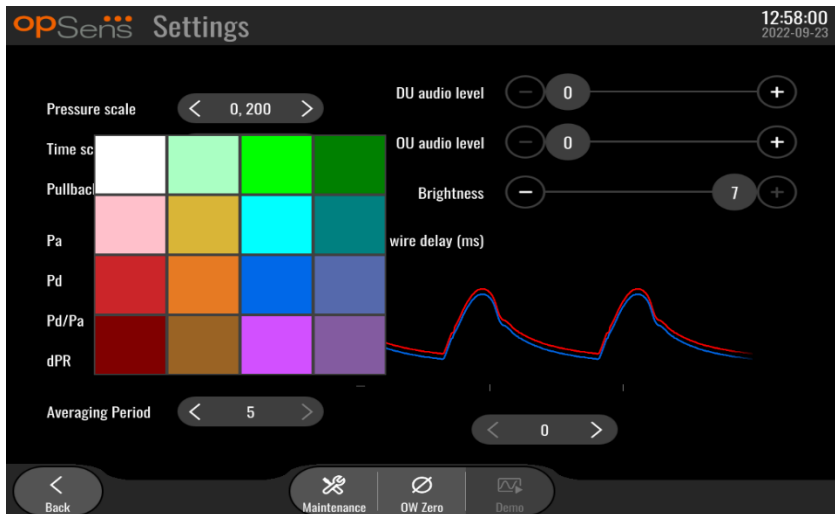 opSens Settings
12:58:00
2022-09-23
Pressure scale
0, 200
Time sc
Pullbac
Pa
Pd
Pd/Pa
dPR
Averaging Period
5
DU audio level
0
OU audio level
0
Brightness
7
wire delay (ms)
0
Back
Maintenance
OW Zero
Demo